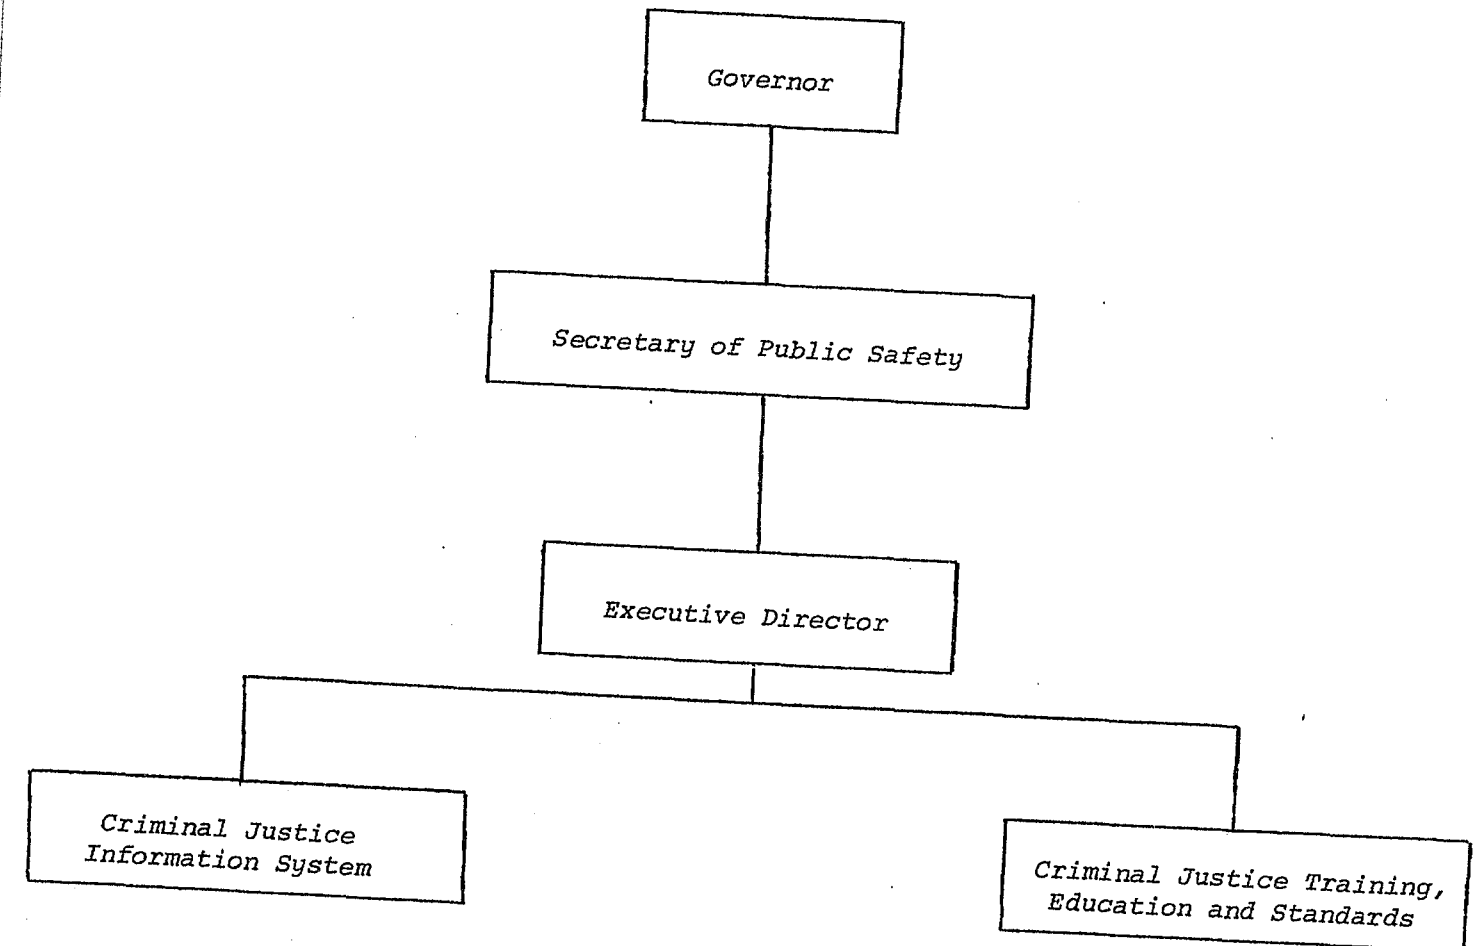 Governor
Secretary of Public Safety
Executive Director
Criminal Justice
Information System
Criminal Justice Training,
Education and Standards